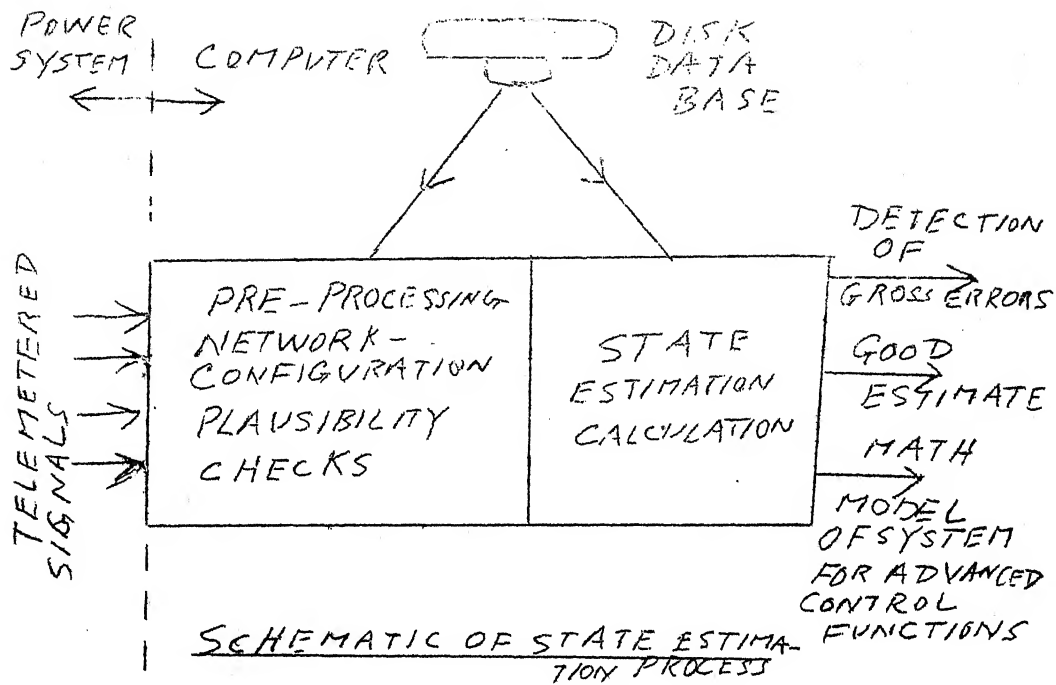 POWER
SYSTEM
COMPUTER
DISK
DATA
BASE
TELEMETERED
SIGNALS
PRE-PROCESSING
NETWORK-
CONFIGURATION
PLAUSIBILITY
CHECKS
STATE
ESTIMATION
CALCULATION
DETECTION
OF
GROSS ERRORS
GOOD
ESTIMATE
MATH
MODEL
OF SYSTEM
FOR ADVANCED
CONTROL
FUNCTIONS
SCHEMATIC OF STATE ESTIMA-
TION PROCESS